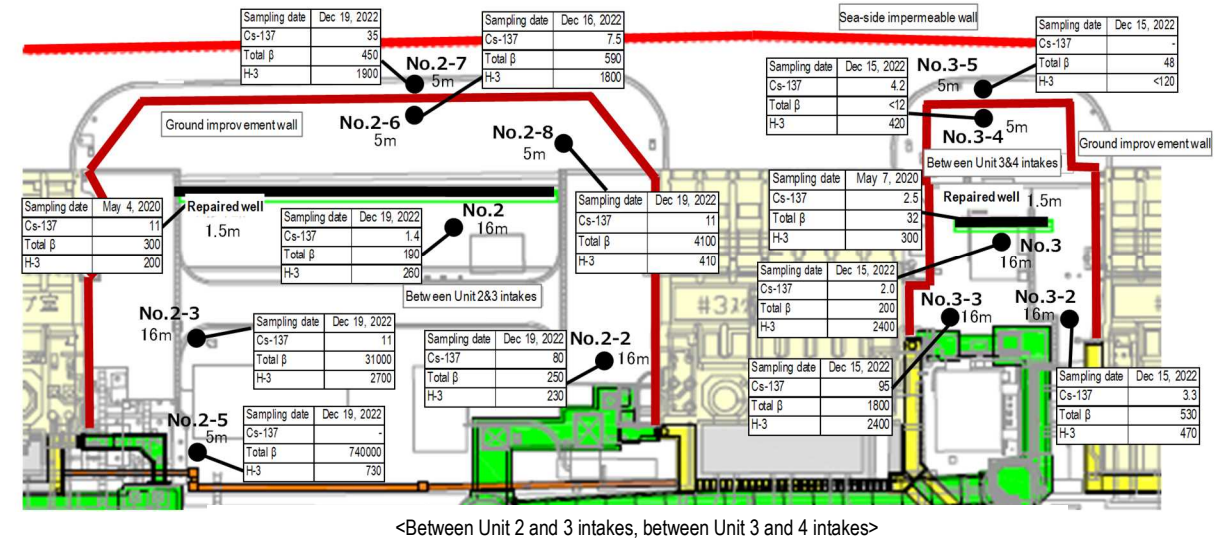 Sampling date Dec 19, 2022
Cs-137 35
Total β 450
H-3 1900
Sampling date Dec 16, 2022
Cs-137 7.5
Total β 590
H-3 1800
Sea-side impermeable wall
Sampling date Dec 15, 2022
Cs-137 -
Total β 48
H-3 <120
No.2-7
5m
No.3-5
5m
Sampling date Dec 15, 2022
Cs-137 4.2
Total β <12
H-3 420
Ground improvement wall
No.2-6
5m
No.2-8
5m
No.3-4
5m
Ground improvement wall
Between Unit 3&4 intakes
Sampling date May 4, 2020
Cs-137 11
Total β 300
H-3 200
Repaired well
1.5m
Sampling date Dec 19, 2022
Cs-137 1.4
Total β 190
H-3 260
No.2
16m
Sampling date Dec 19, 2022
Cs-137 11
Total β 4100
H-3 410
Sampling date May 7, 2020
Cs-137 2.5
Total β 32
H-3 300
Repaired well
1.5m
No.3
16m
Sampling date Dec 15, 2022
Cs-137 2.0
Total β 200
H-3 2400
Between Unit 2&3 intakes
No.2-3
16m
Sampling date Dec 19, 2022
Cs-137 11
Total β 31000
H-3 2700
Sampling date Dec 19, 2022
Cs-137 80
Total β 250
H-3 230
No.2-2
16m
No.3-3
16m
No.3-2
16m
Sampling date Dec 15, 2022
Cs-137 95
Total β 1800
H-3 2400
Sampling date Dec 15, 2022
Cs-137 3.3
Total β 530
H-3 470
No.2-5
5m
Sampling date Dec 19, 2022
Cs-137 -
Total β 740000
H-3 730
<Between Unit 2 and 3 intakes, between Unit 3 and 4 intakes>